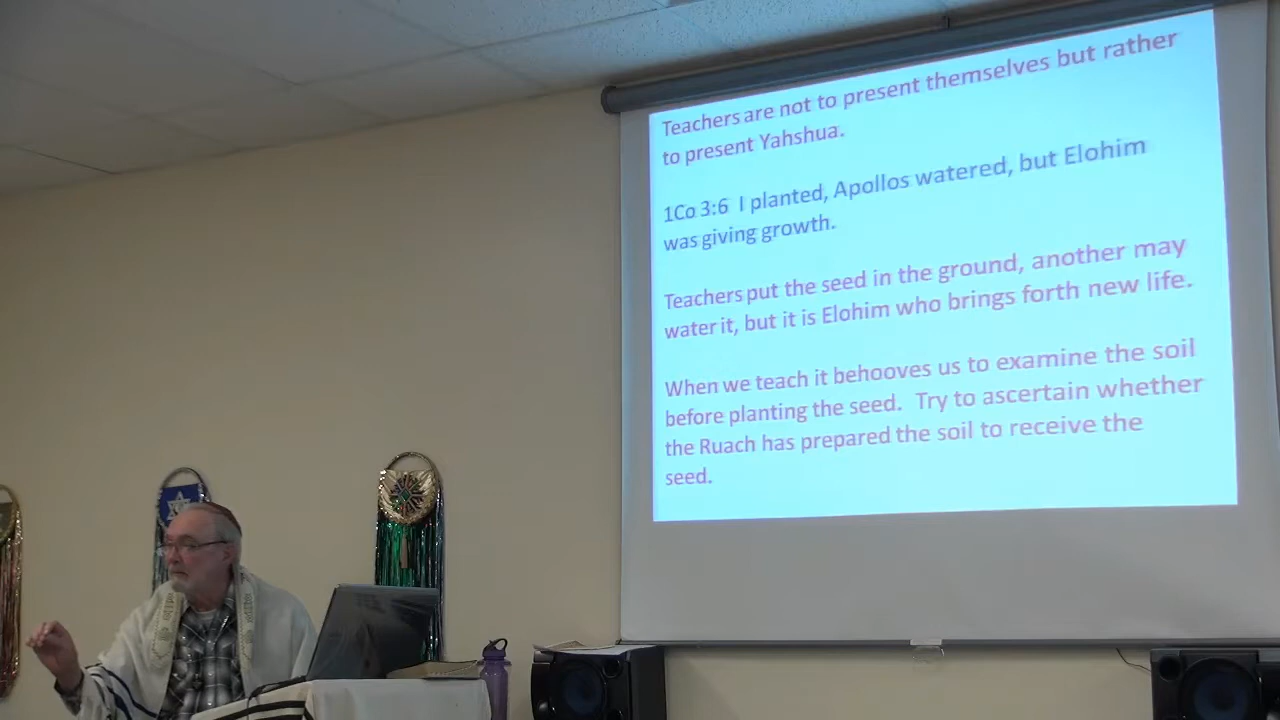 Teachers are not to present themselves but rather
to present Yahshua.
1Co 3:6 I planted, Apollos watered, but Elohim
was giving growth.
Teachers put the seed in the ground, another may
water it, but it is Elohim who brings forth new life.
When we teach it behooves us to examine the soil
before planting the seed. Try to ascertain whether
the Ruach has prepared the soil to receive the
seed.